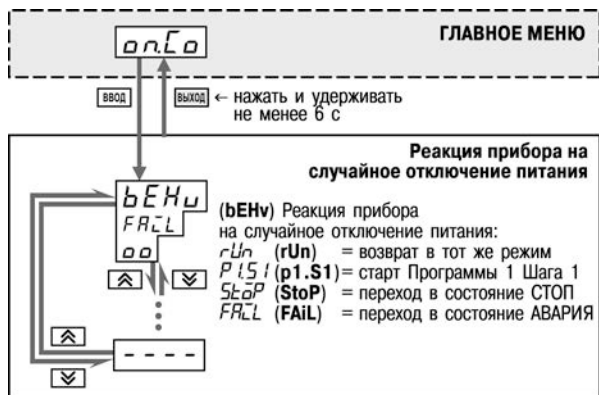 ГЛАВНОЕ МЕНЮ
on.Co
ВВОД
ВЫХОД
← нажать и удерживать
не менее 6 с
Реакция прибора на
случайное отключение питания
bEHv
FAiL
oo
(bEHv) Реакция прибора
на случайное отключение питания:
rUn (rUn) = возврат в тот же режим
P1.S1 (p1.S1) = старт Программы 1 Шага 1
StoP (StoP) = переход в состояние СТОП
FAiL (FAiL) = переход в состояние АВАРИЯ
- - - -